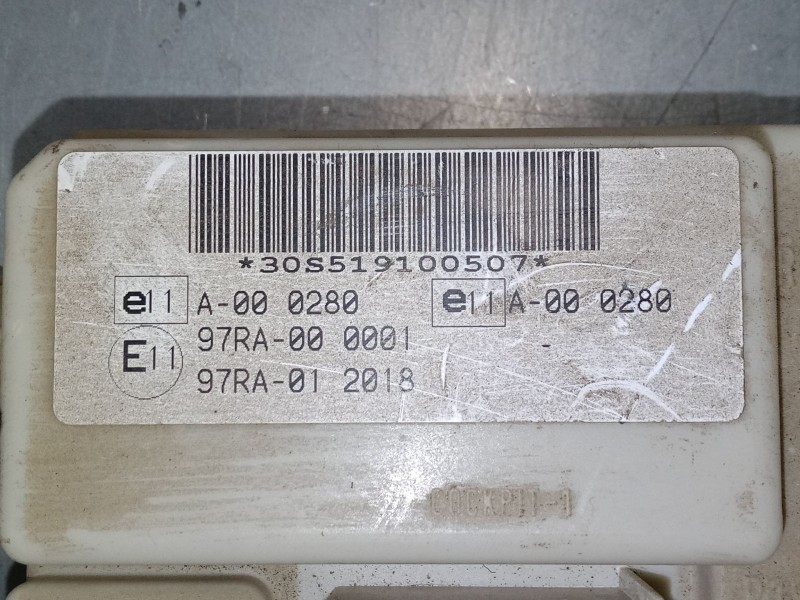 *30S519100507*
e11 A-00 0280 e11 A-00 0280
E11 97RA-00 0001 -
97RA-01 2018
COCKPIT-1